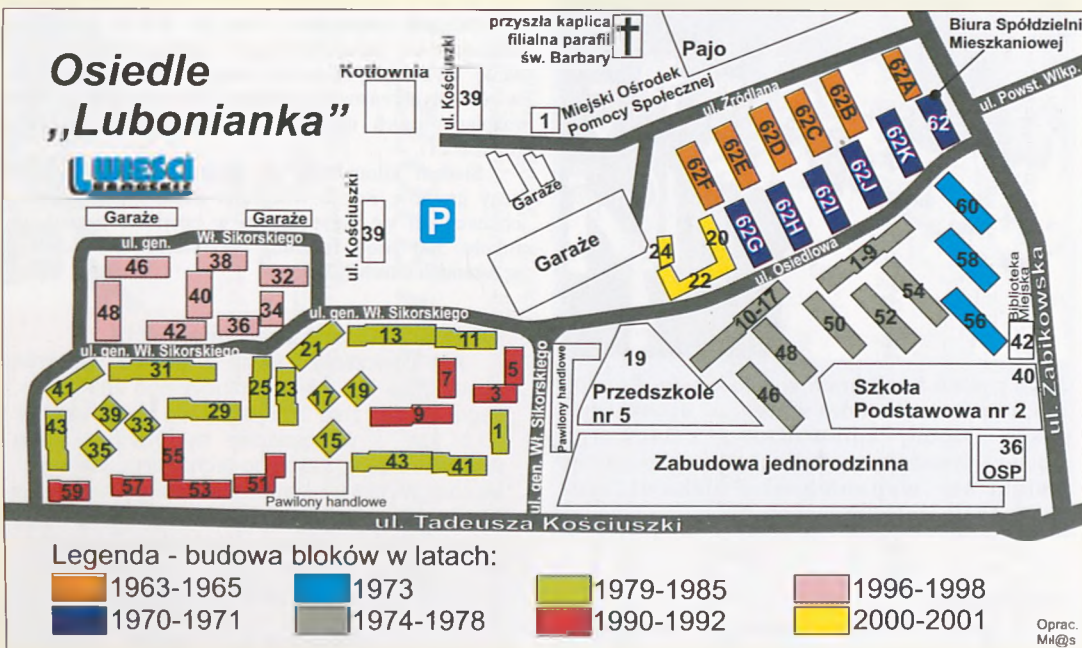 Osiedle
„Lubonianka”
WIEŚCI
Kotłownia
ul. Kościuszki
39
przyszła kaplica
filialna parafii
św. Barbary
Pajo
Biura Spółdzielni
Mieszkaniowej
1
Miejski Ośrodek
Pomocy Społecznej
ul. Źródlana
ul. Powst. Wlkp.
62A
62
62B
62K
62C
62J
62D
62I
62E
62H
62F
62G
Garaże
Garaże
ul. gen. Wł. Sikorskiego
ul. Kościuszki
39
P
Garaże
Garaże
24
20
22
ul. Osiedlowa
60
58
56
1-9
54
52
50
10-17
48
46
Biblioteka
Miejska
42
40
ul. Żabikowska
46
38
32
48
40
34
42
36
ul. gen. Wł. Sikorskiego
ul. gen. Wł. Sikorskiego
21
13
11
41
31
25
23
17
19
7
5
3
9
1
43
39
33
35
29
55
15
43
41
59
57
53
51
Pawilony handlowe
ul. gen. Wł. Sikorskiego
Pawilony handlowe
19
Przedszkole
nr 5
Szkoła
Podstawowa nr 2
Zabudowa jednorodzinna
36
OSP
ul. Tadeusza Kościuszki
Legenda - budowa bloków w latach:
1963-1965
1973
1979-1985
1996-1998
1970-1971
1974-1978
1990-1992
2000-2001
Oprac.
Mił@s